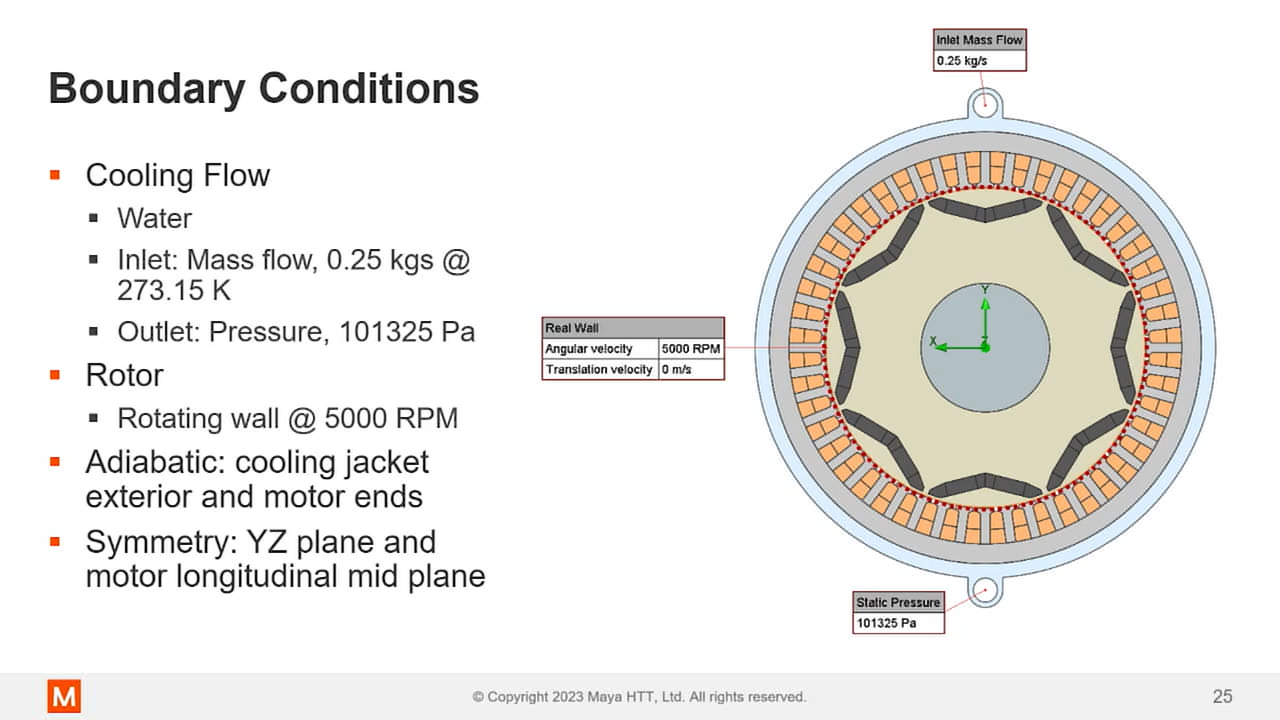 Boundary Conditions
Cooling Flow
Water
Inlet: Mass flow, 0.25 kgs @
273.15 K
Outlet: Pressure, 101325 Pa
Rotor
Rotating wall @ 5000 RPM
Adiabatic: cooling jacket
exterior and motor ends
Symmetry: YZ plane and
motor longitudinal mid plane
Inlet Mass Flow
0.25 kg/s
Real Wall
Angular velocity 5000 RPM
Translation velocity 0 m/s
Y
X
Z
Static Pressure
101325 Pa
M
© Copyright 2023 Maya HTT, Ltd. All rights reserved.
25